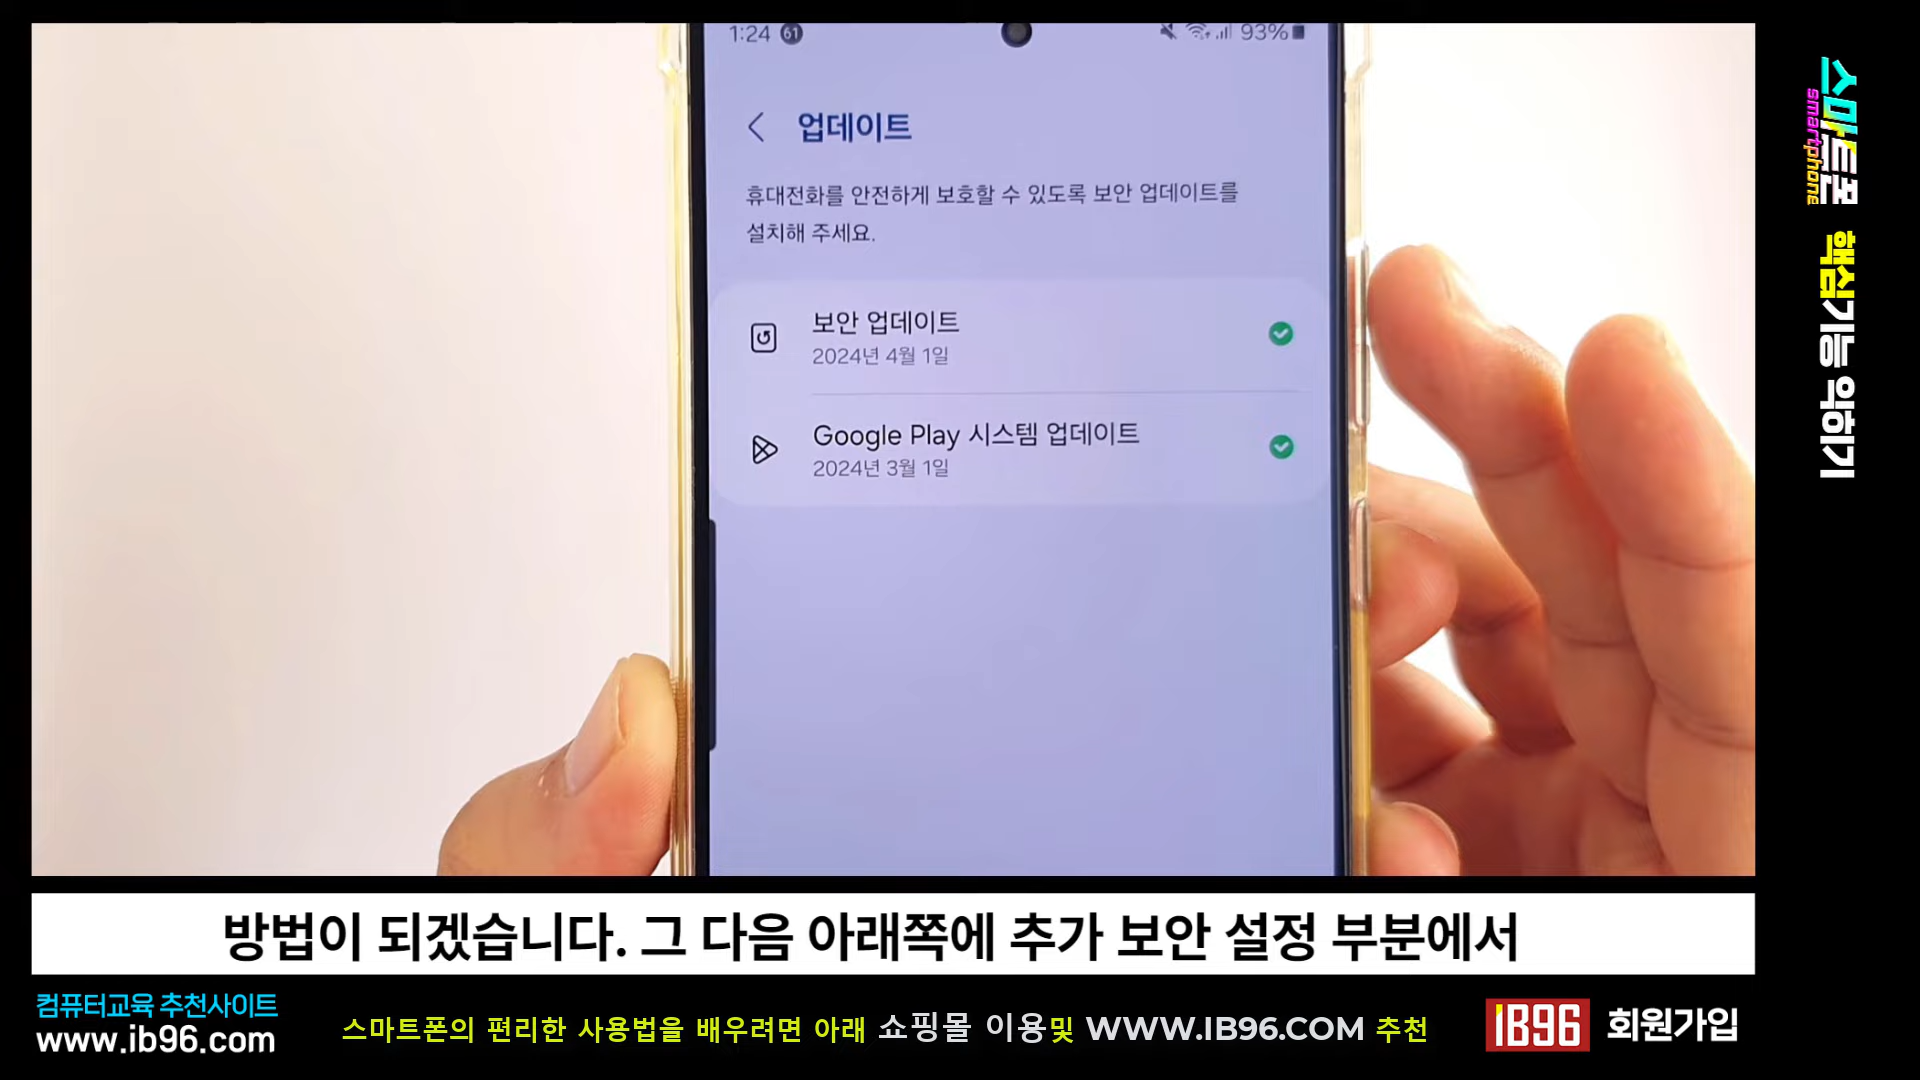 1:24 61 93%
업데이트
휴대전화를 안전하게 보호할 수 있도록 보안 업데이트를
설치해 주세요.
보안 업데이트
2024년 4월 1일
Google Play 시스템 업데이트
2024년 3월 1일
스마트폰 핵심기능 익히기
smartphone
방법이 되겠습니다. 그 다음 아래쪽에 추가 보안 설정 부분에서
컴퓨터교육 추천사이트
www.ib96.com
스마트폰의 편리한 사용법을 배우려면 아래 쇼핑몰 이용및 WWW.IB96.COM 추천
IB96 회원가입